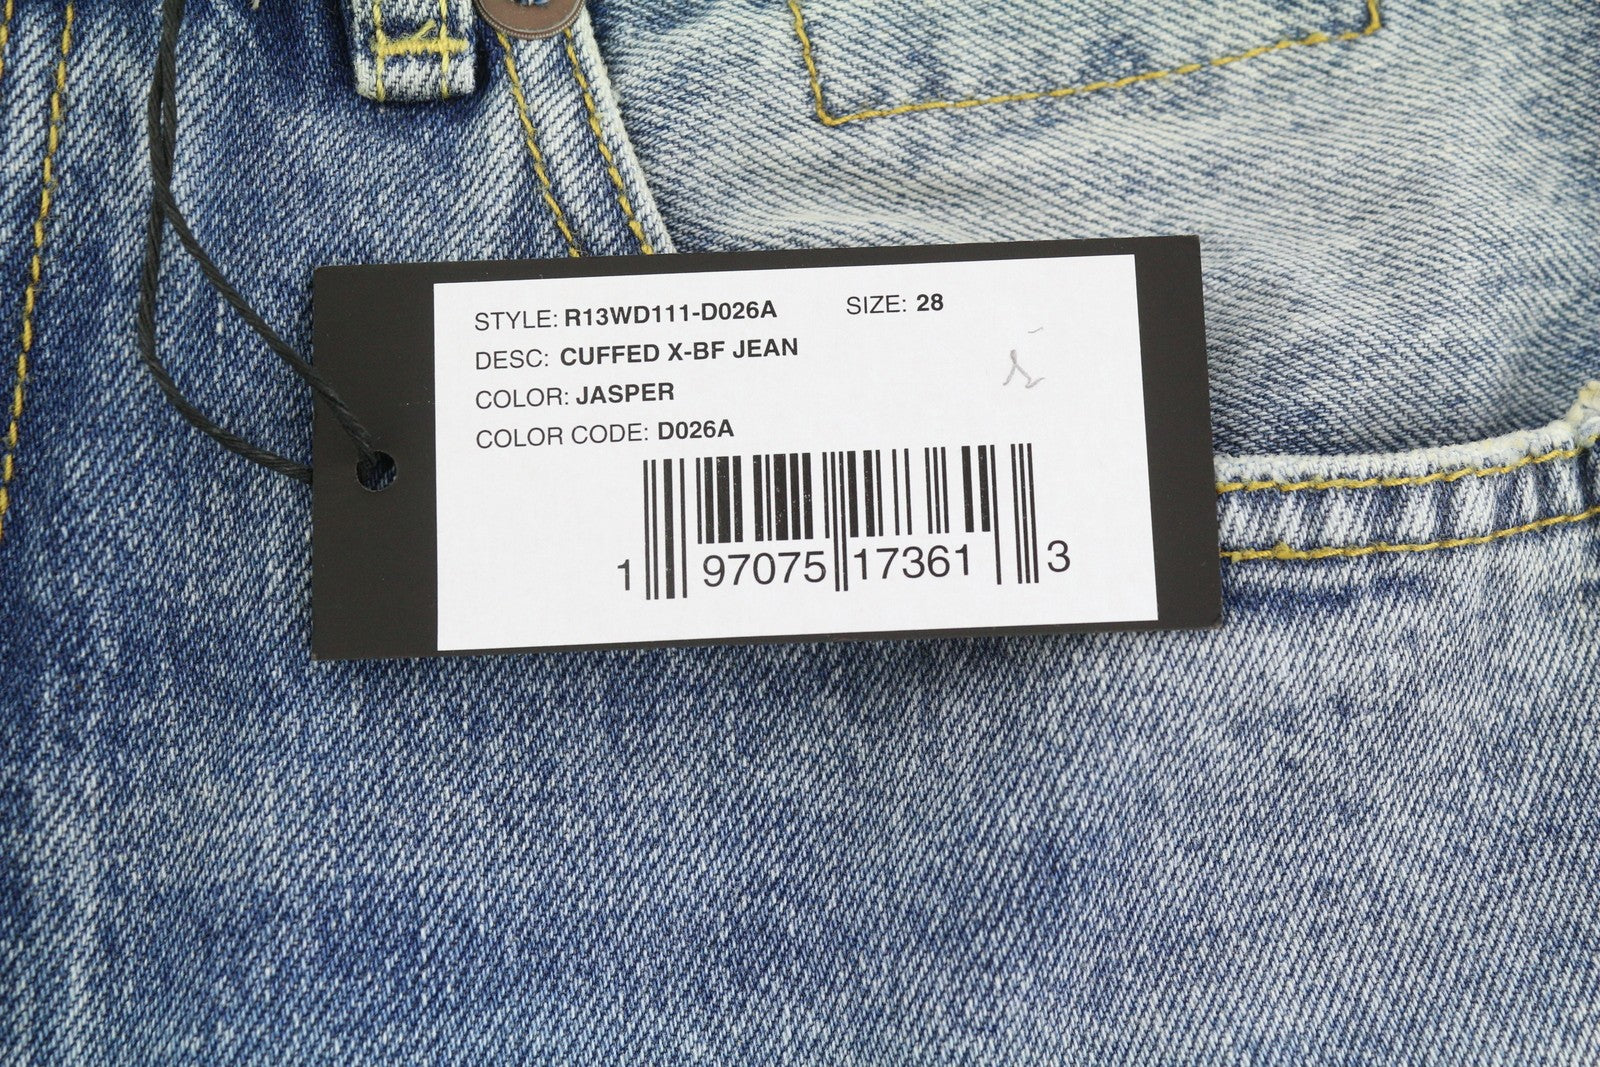 STYLE: R13WD111-D026A SIZE: 28
DESC: CUFFED X-BF JEAN
COLOR: JASPER
COLOR CODE: D026A
1 97075 17361 3